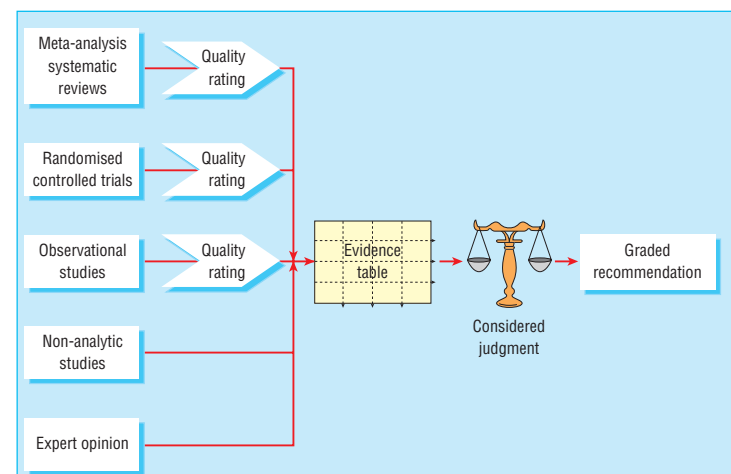 Meta-analysis
systematic
reviews
Quality
rating
Randomised
controlled trials
Quality
rating
Observational
studies
Quality
rating
Non-analytic
studies
Expert opinion
Evidence
table
Considered
judgment
Graded
recommendation